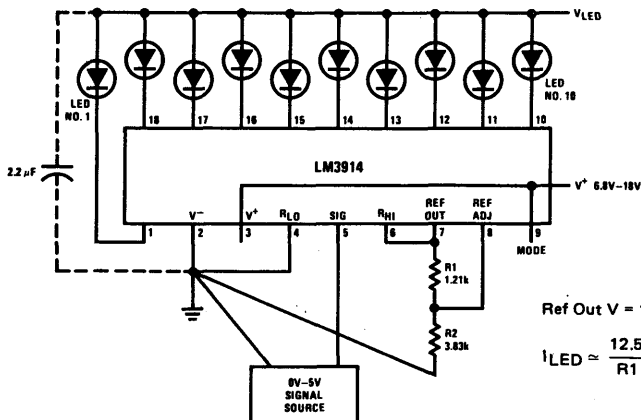 VLED
LED NO. 1
LED NO. 10
18 17 16 15 14 13 12 11 10
2.2 µF
LM3914
V+ 6.8V–18V
V− V+ RLO SIG RHI REF OUT REF ADJ
1 2 3 4 5 6 7 8 9
MODE
R1
1.21k
R2
3.83k
Ref Out V =
ILED ≃ 12.5
R1
0V–5V
SIGNAL
SOURCE